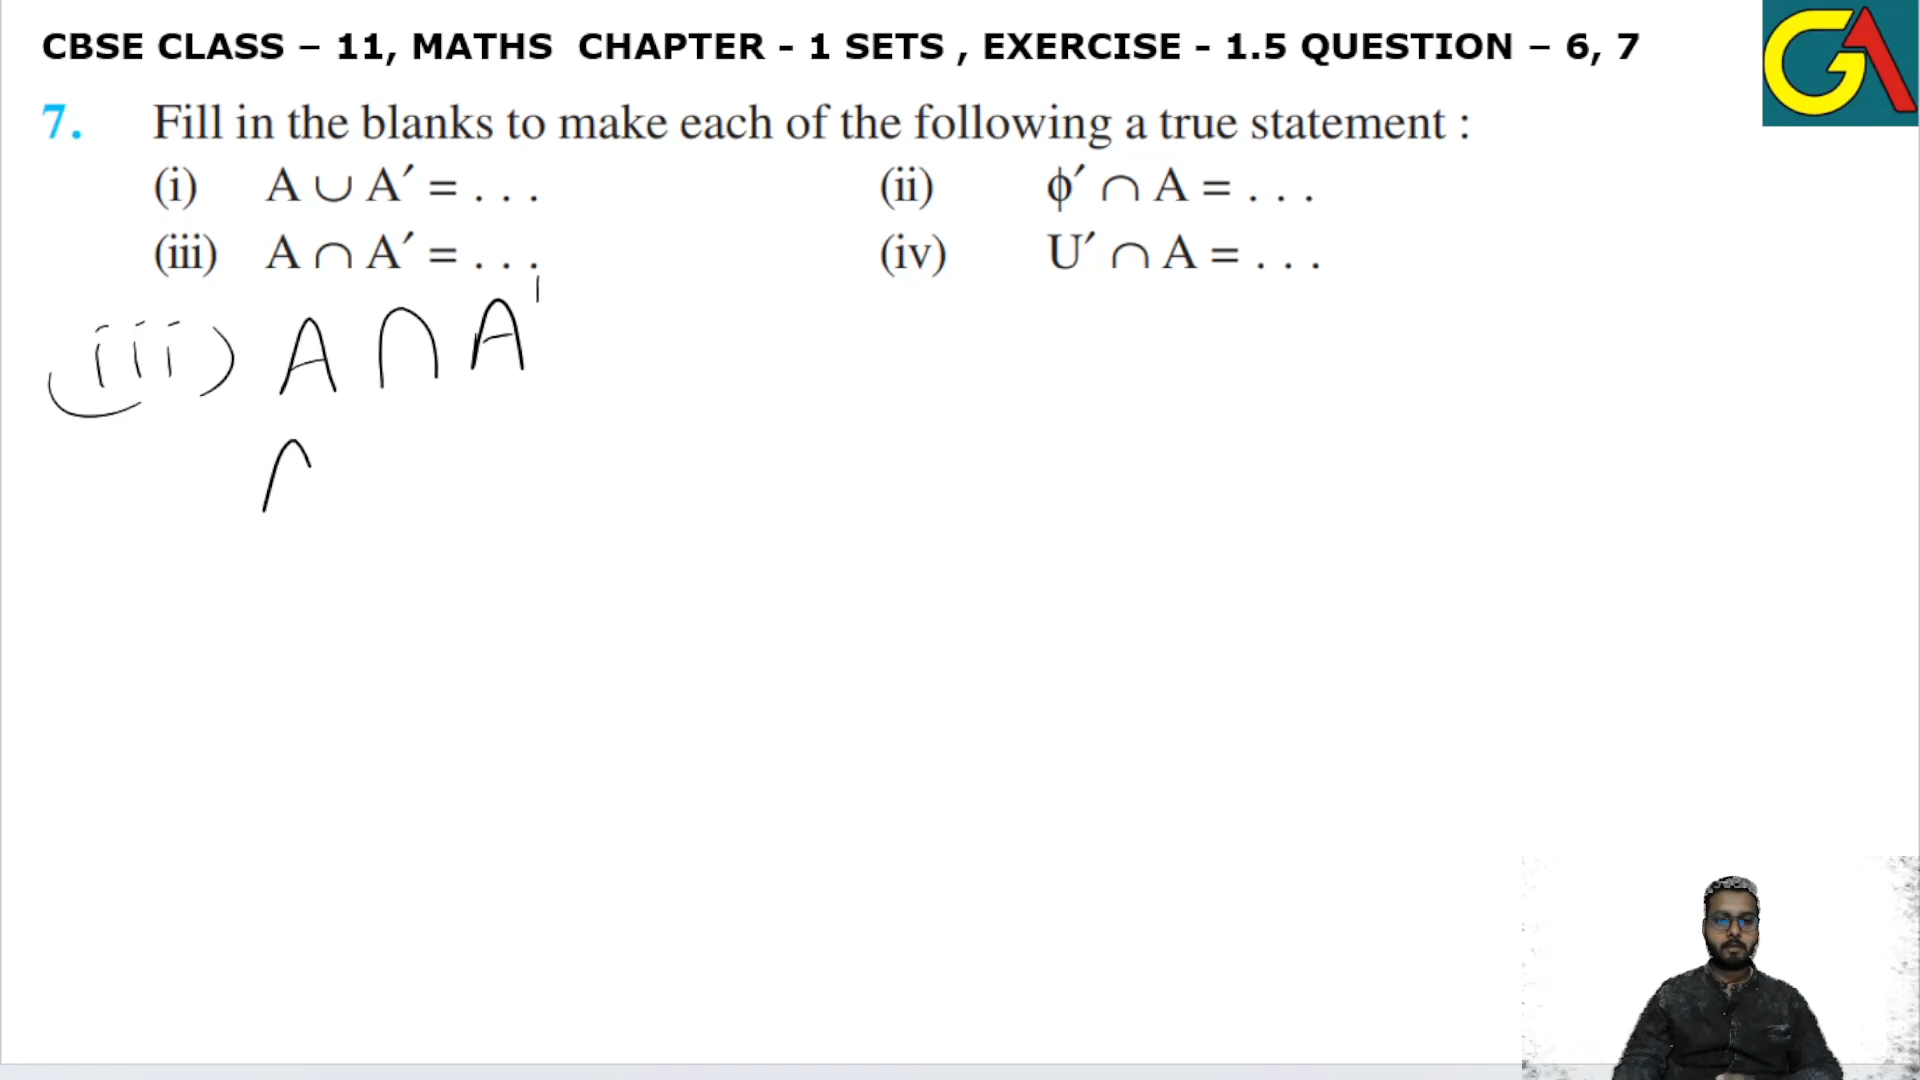 CBSE CLASS – 11, MATHS CHAPTER - 1 SETS , EXERCISE - 1.5 QUESTION – 6, 7
GA
7. Fill in the blanks to make each of the following a true statement :
(i) A ∪ A′ = . . . (ii) ϕ′ ∩ A = . . .
(iii) A ∩ A′ = . . . (iv) U′ ∩ A = . . .
(iii) A ∩ A'